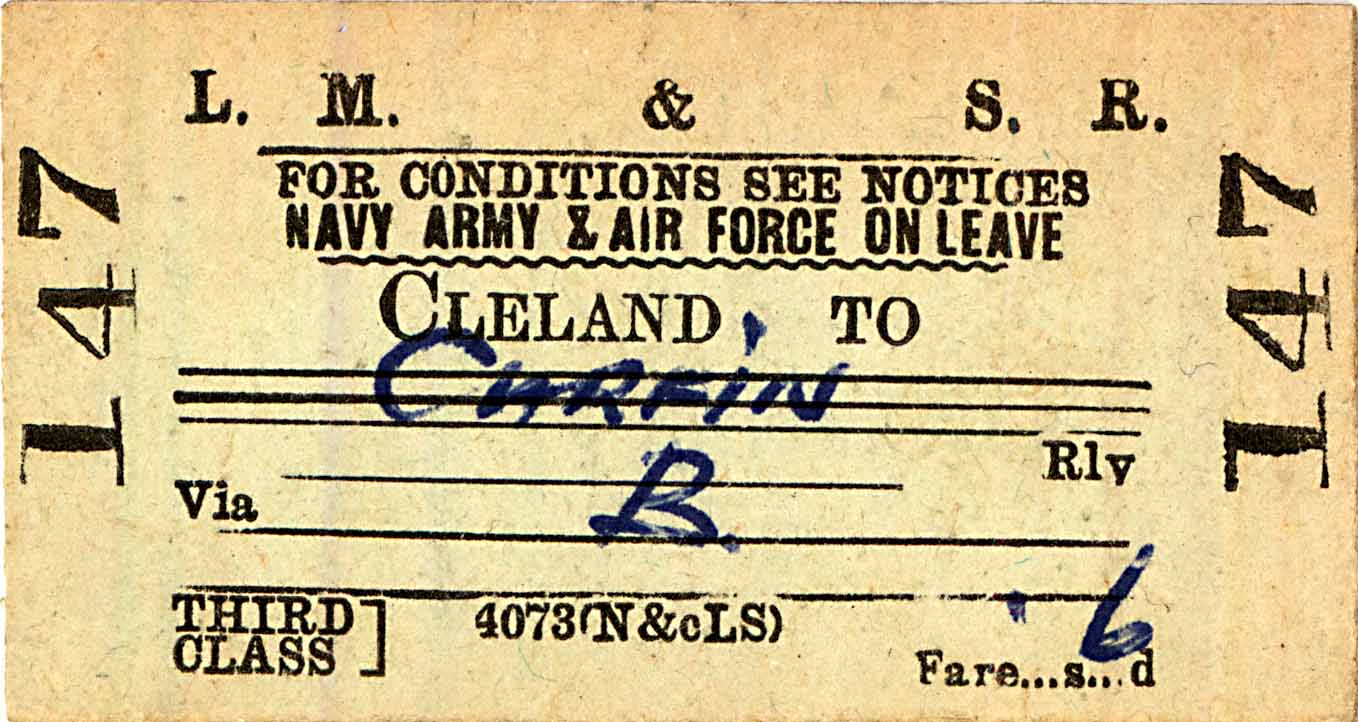 L. M. & S. R.
FOR CONDITIONS SEE NOTICES
NAVY ARMY & AIR FORCE ON LEAVE
CLELAND TO
CARFIN
Rly
Via
B.
THIRD CLASS]
4073(N&cLS)
6
Fare...s...d
147
147